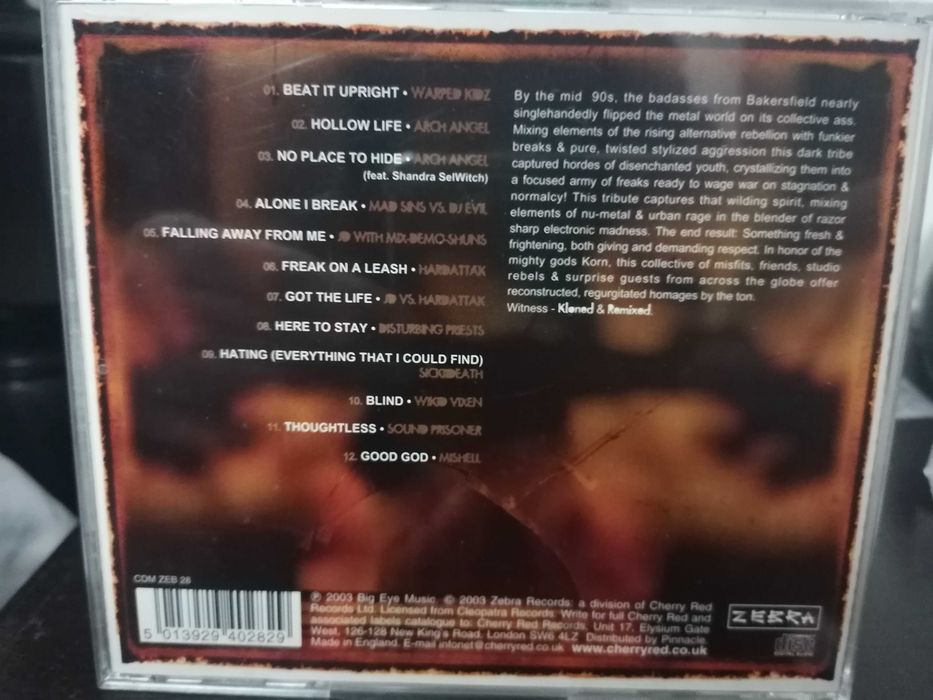 01. BEAT IT UPRIGHT • WARPED KIDZ
02. HOLLOW LIFE • ARCH ANGEL
03. NO PLACE TO HIDE • ARCH ANGEL
(feat. Shandra SelWitch)
04. ALONE I BREAK • MAD SINS VS. DJ EVIL
05. FALLING AWAY FROM ME • JD WITH MIX-DEMO-SHUNS
06. FREAK ON A LEASH • HARDATTAK
07. GOT THE LIFE • JD VS. HARDATTAK
08. HERE TO STAY • DISTURBING PRIESTS
09. HATING (EVERYTHING THAT I COULD FIND)
SICKDEATH
10. BLIND • WIKID VIXEN
11. THOUGHTLESS • SOUND PRISONER
12. GOOD GOD • MISHELL
By the mid 90s, the badasses from Bakersfield nearly
singlehandedly flipped the metal world on its collective ass.
Mixing elements of the rising alternative rebellion with funkier
breaks & pure, twisted stylized aggression this dark tribe
captured hordes of disenchanted youth, crystallizing them into
a focused army of freaks ready to wage war on stagnation &
normalcy! This tribute captures that wilding spirit, mixing
elements of nu-metal & urban rage in the blender of razor
sharp electronic madness. The end result: Something fresh &
frightening, both giving and demanding respect. In honor of the
mighty gods Korn, this collective of misfits, friends, studio
rebels & surprise guests from across the globe offer
reconstructed, regurgitated homages by the ton.
Witness - Kloned & Remixed.
CDM ZEB 28
5 013929 402829
℗ 2003 Big Eye Music. © 2003 Zebra Records: a division of Cherry Red
Records Ltd. Licensed from Cleopatra Records. Write for full Cherry Red and
associated labels catalogue to: Cherry Red Records, Unit 17, Elysium Gate
West, 126-128 New King's Road, London SW6 4LZ Distributed by Pinnacle.
Made in England. E-mail infonet@cherryred.co.uk www.cherryred.co.uk
ZEBRA
disc
DIGITAL AUDIO